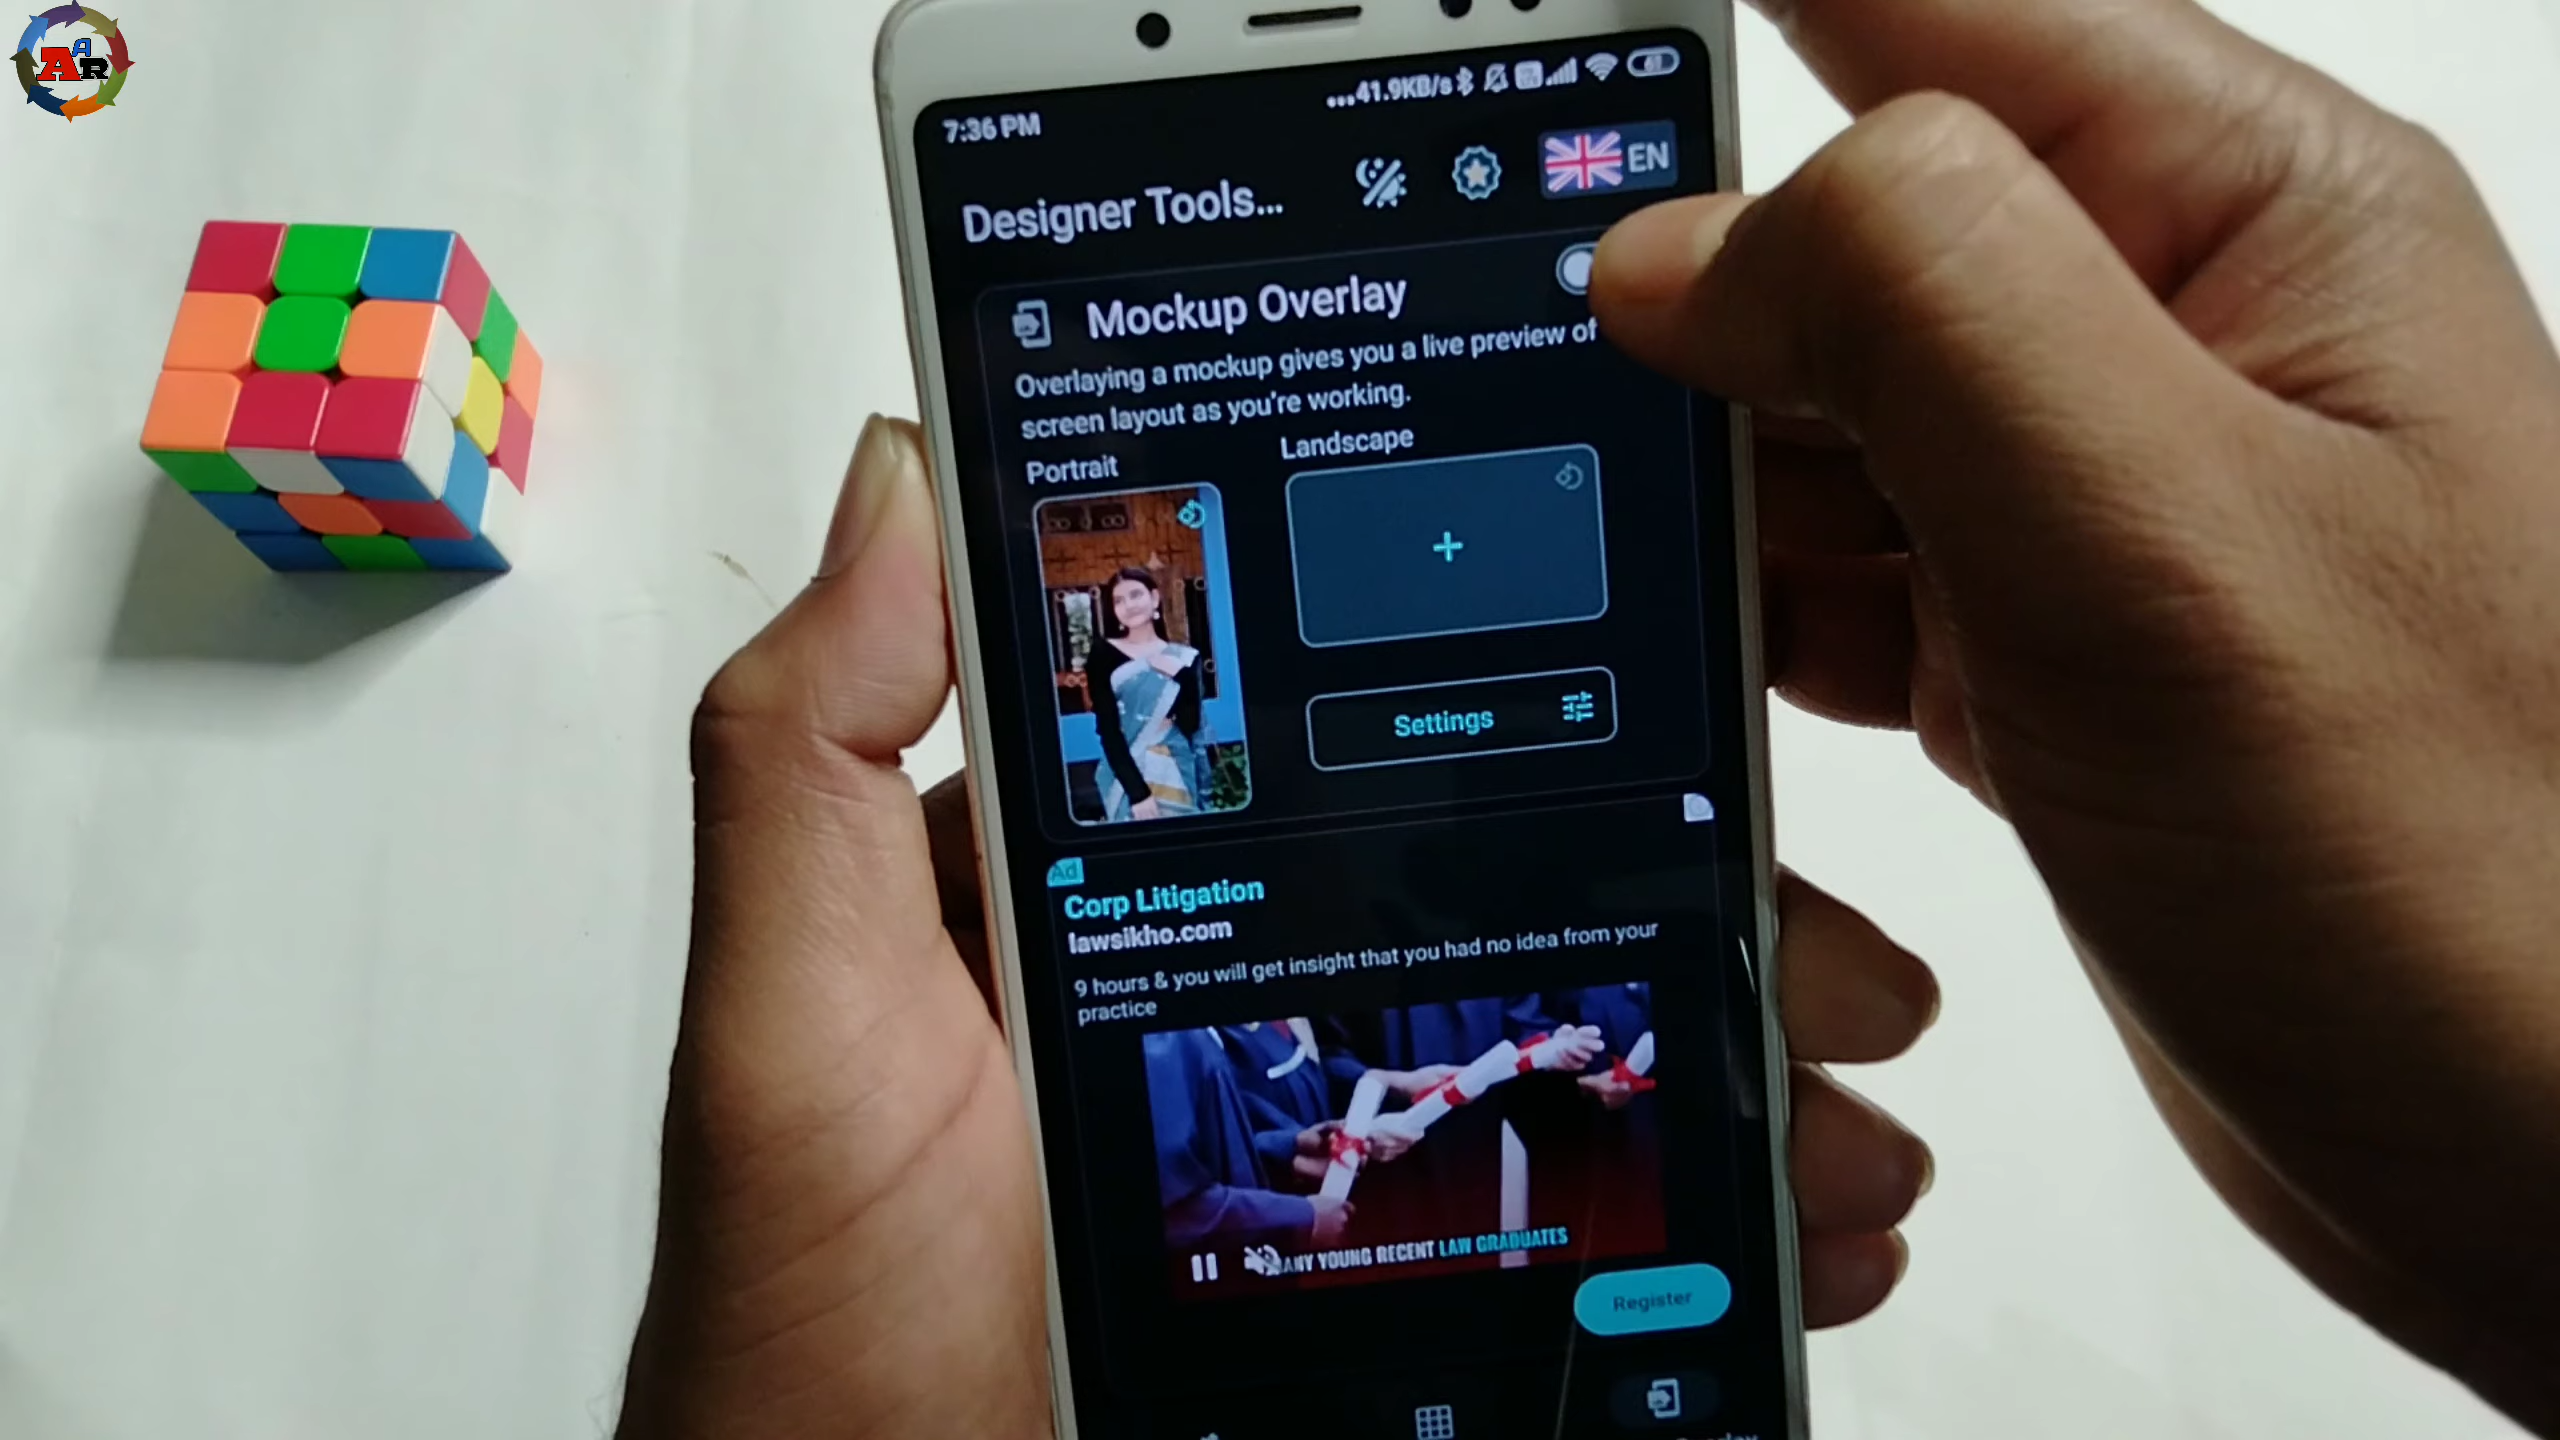 A
A
R
7:36 PM
...41.9KB/s
Designer Tools...
EN
Mockup Overlay
Overlaying a mockup gives you a live preview of
screen layout as you're working.
Portrait
Landscape
Settings
Ad
Corp Litigation
lawsikho.com
9 hours & you will get insight that you had no idea from your
practice
YOUNG RECENT LAW GRADUATES
Register